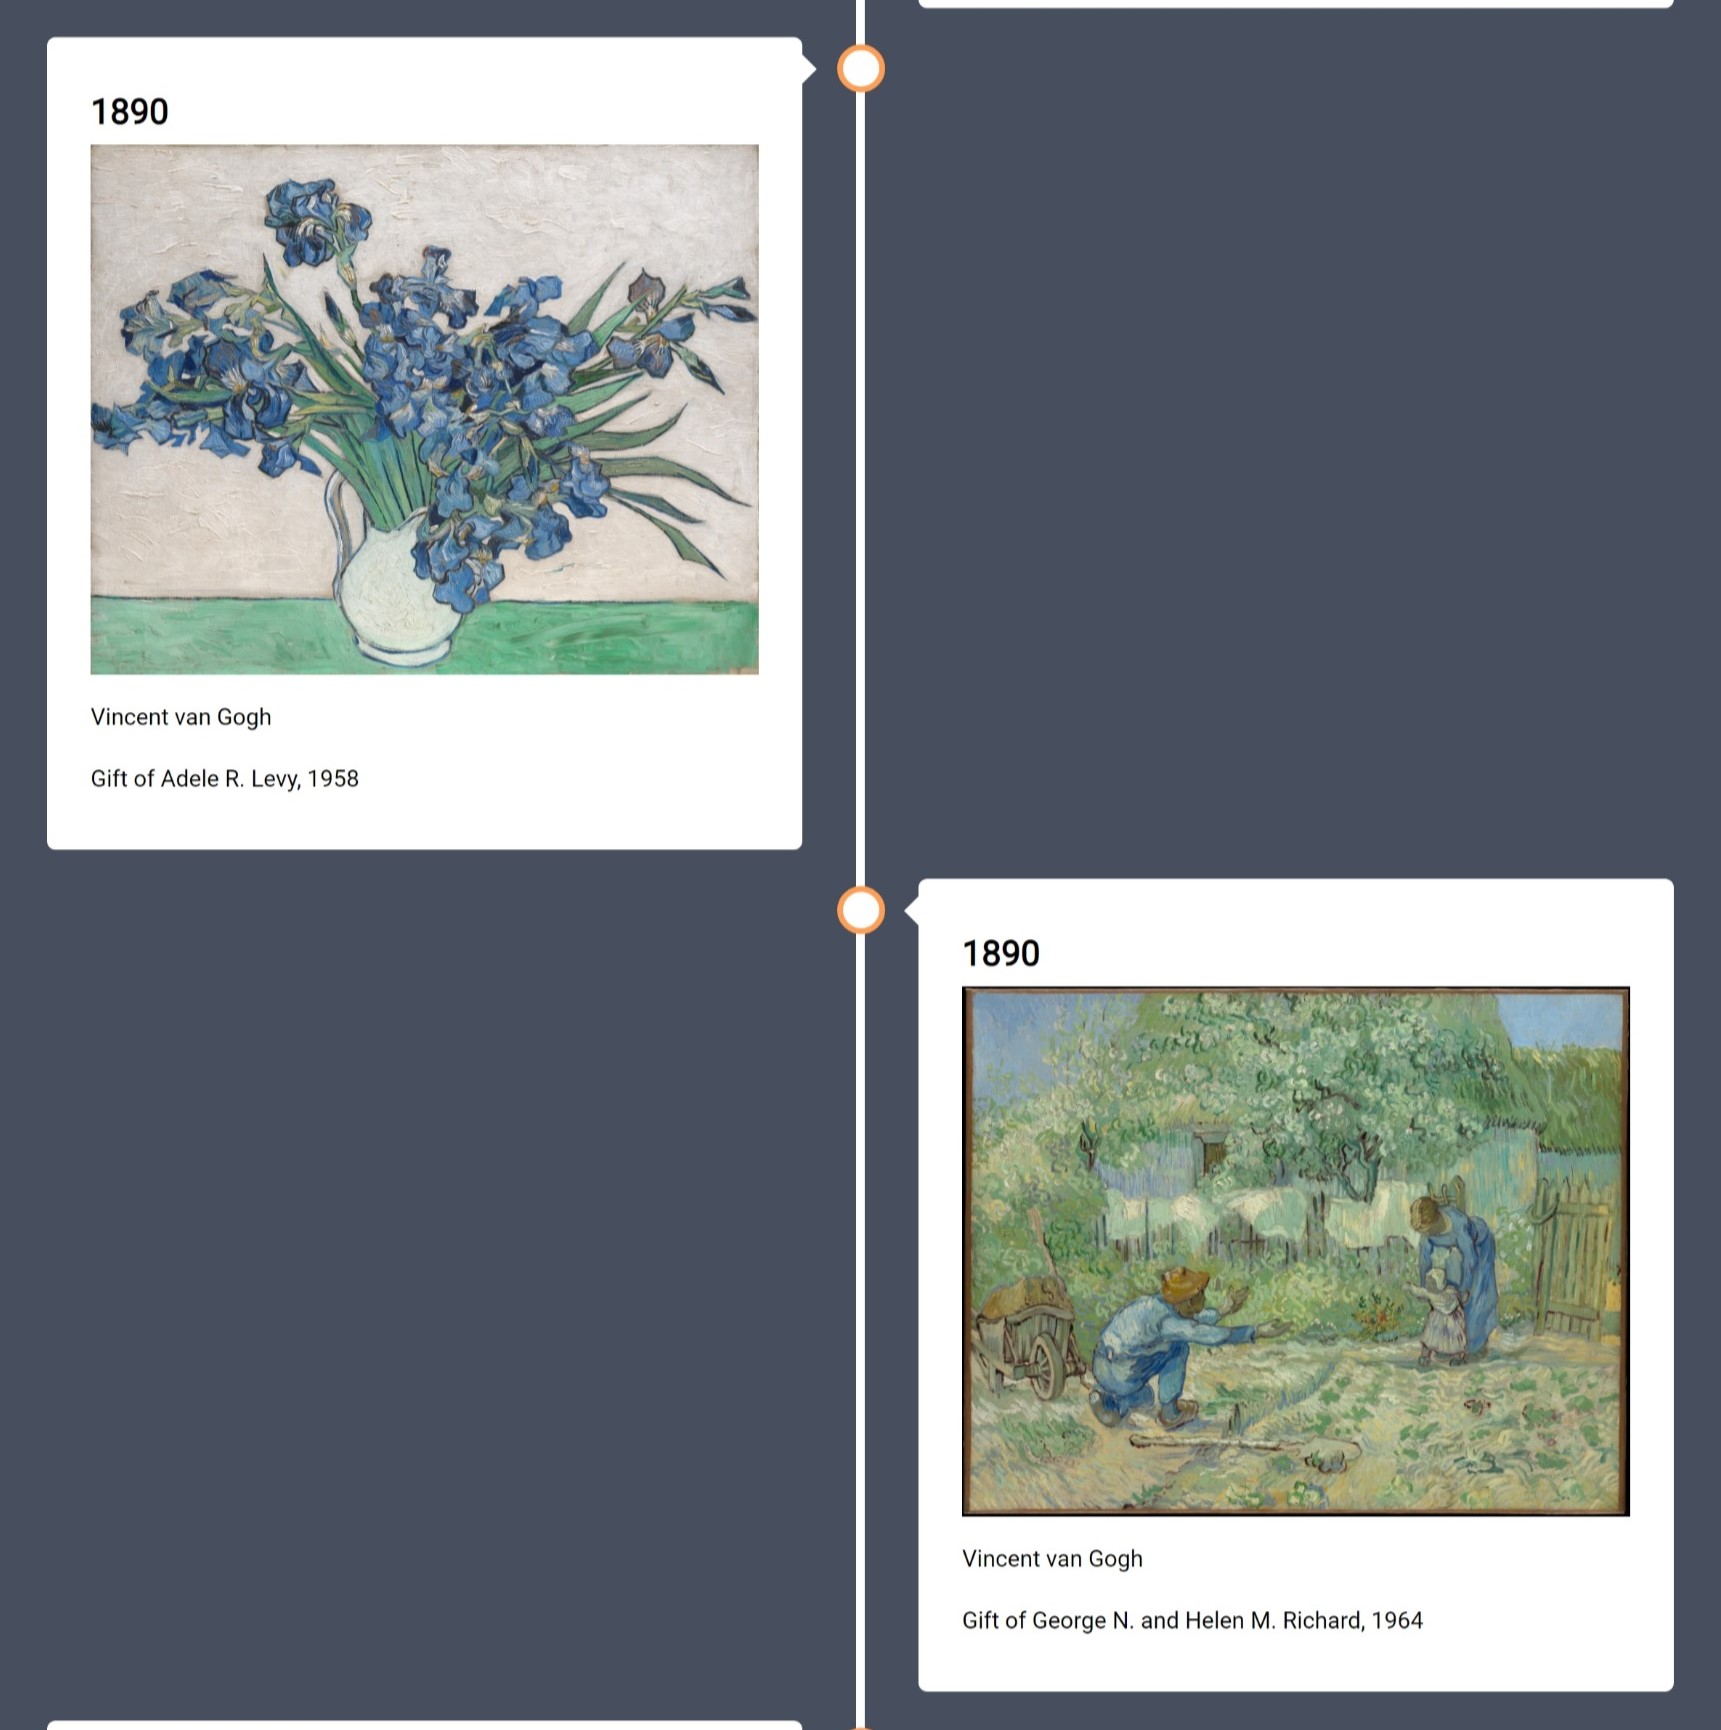 1890
Vincent van Gogh
Gift of Adele R. Levy, 1958
1890
Vincent van Gogh
Gift of George N. and Helen M. Richard, 1964